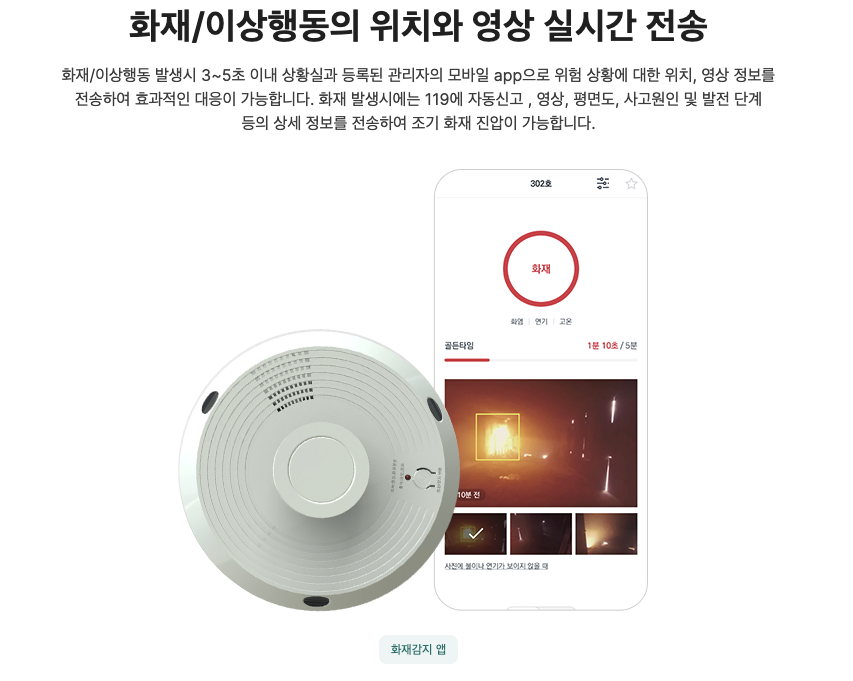 화재/이상행동의 위치와 영상 실시간 전송
화재/이상행동 발생시 3~5초 이내 상황실과 등록된 관리자의 모바일 app으로 위험 상황에 대한 위치, 영상 정보를
전송하여 효과적인 대응이 가능합니다. 화재 발생시에는 119에 자동신고 , 영상, 평면도, 사고원인 및 발전 단계
등의 상세 정보를 전송하여 조기 화재 진압이 가능합니다.
302호
화재
화염 | 연기 | 고온
골든타임 1분 10초 / 5분
10분 전
사진에 불이나 연기가 보이지 않을 때
화재감지 앱